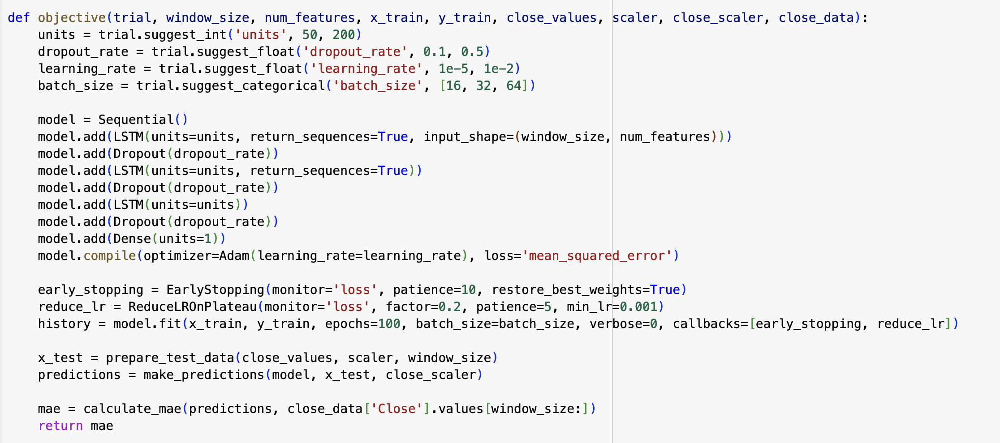 def objective(trial, window_size, num_features, x_train, y_train, close_values, scaler, close_scaler, close_data):
    units = trial.suggest_int('units', 50, 200)
    dropout_rate = trial.suggest_float('dropout_rate', 0.1, 0.5)
    learning_rate = trial.suggest_float('learning_rate', 1e-5, 1e-2)
    batch_size = trial.suggest_categorical('batch_size', [16, 32, 64])

    model = Sequential()
    model.add(LSTM(units=units, return_sequences=True, input_shape=(window_size, num_features)))
    model.add(Dropout(dropout_rate))
    model.add(LSTM(units=units, return_sequences=True))
    model.add(Dropout(dropout_rate))
    model.add(LSTM(units=units))
    model.add(Dropout(dropout_rate))
    model.add(Dense(units=1))
    model.compile(optimizer=Adam(learning_rate=learning_rate), loss='mean_squared_error')

    early_stopping = EarlyStopping(monitor='loss', patience=10, restore_best_weights=True)
    reduce_lr = ReduceLROnPlateau(monitor='loss', factor=0.2, patience=5, min_lr=0.001)
    history = model.fit(x_train, y_train, epochs=100, batch_size=batch_size, verbose=0, callbacks=[early_stopping, reduce_lr])

    x_test = prepare_test_data(close_values, scaler, window_size)
    predictions = make_predictions(model, x_test, close_scaler)

    mae = calculate_mae(predictions, close_data['Close'].values[window_size:])
    return mae